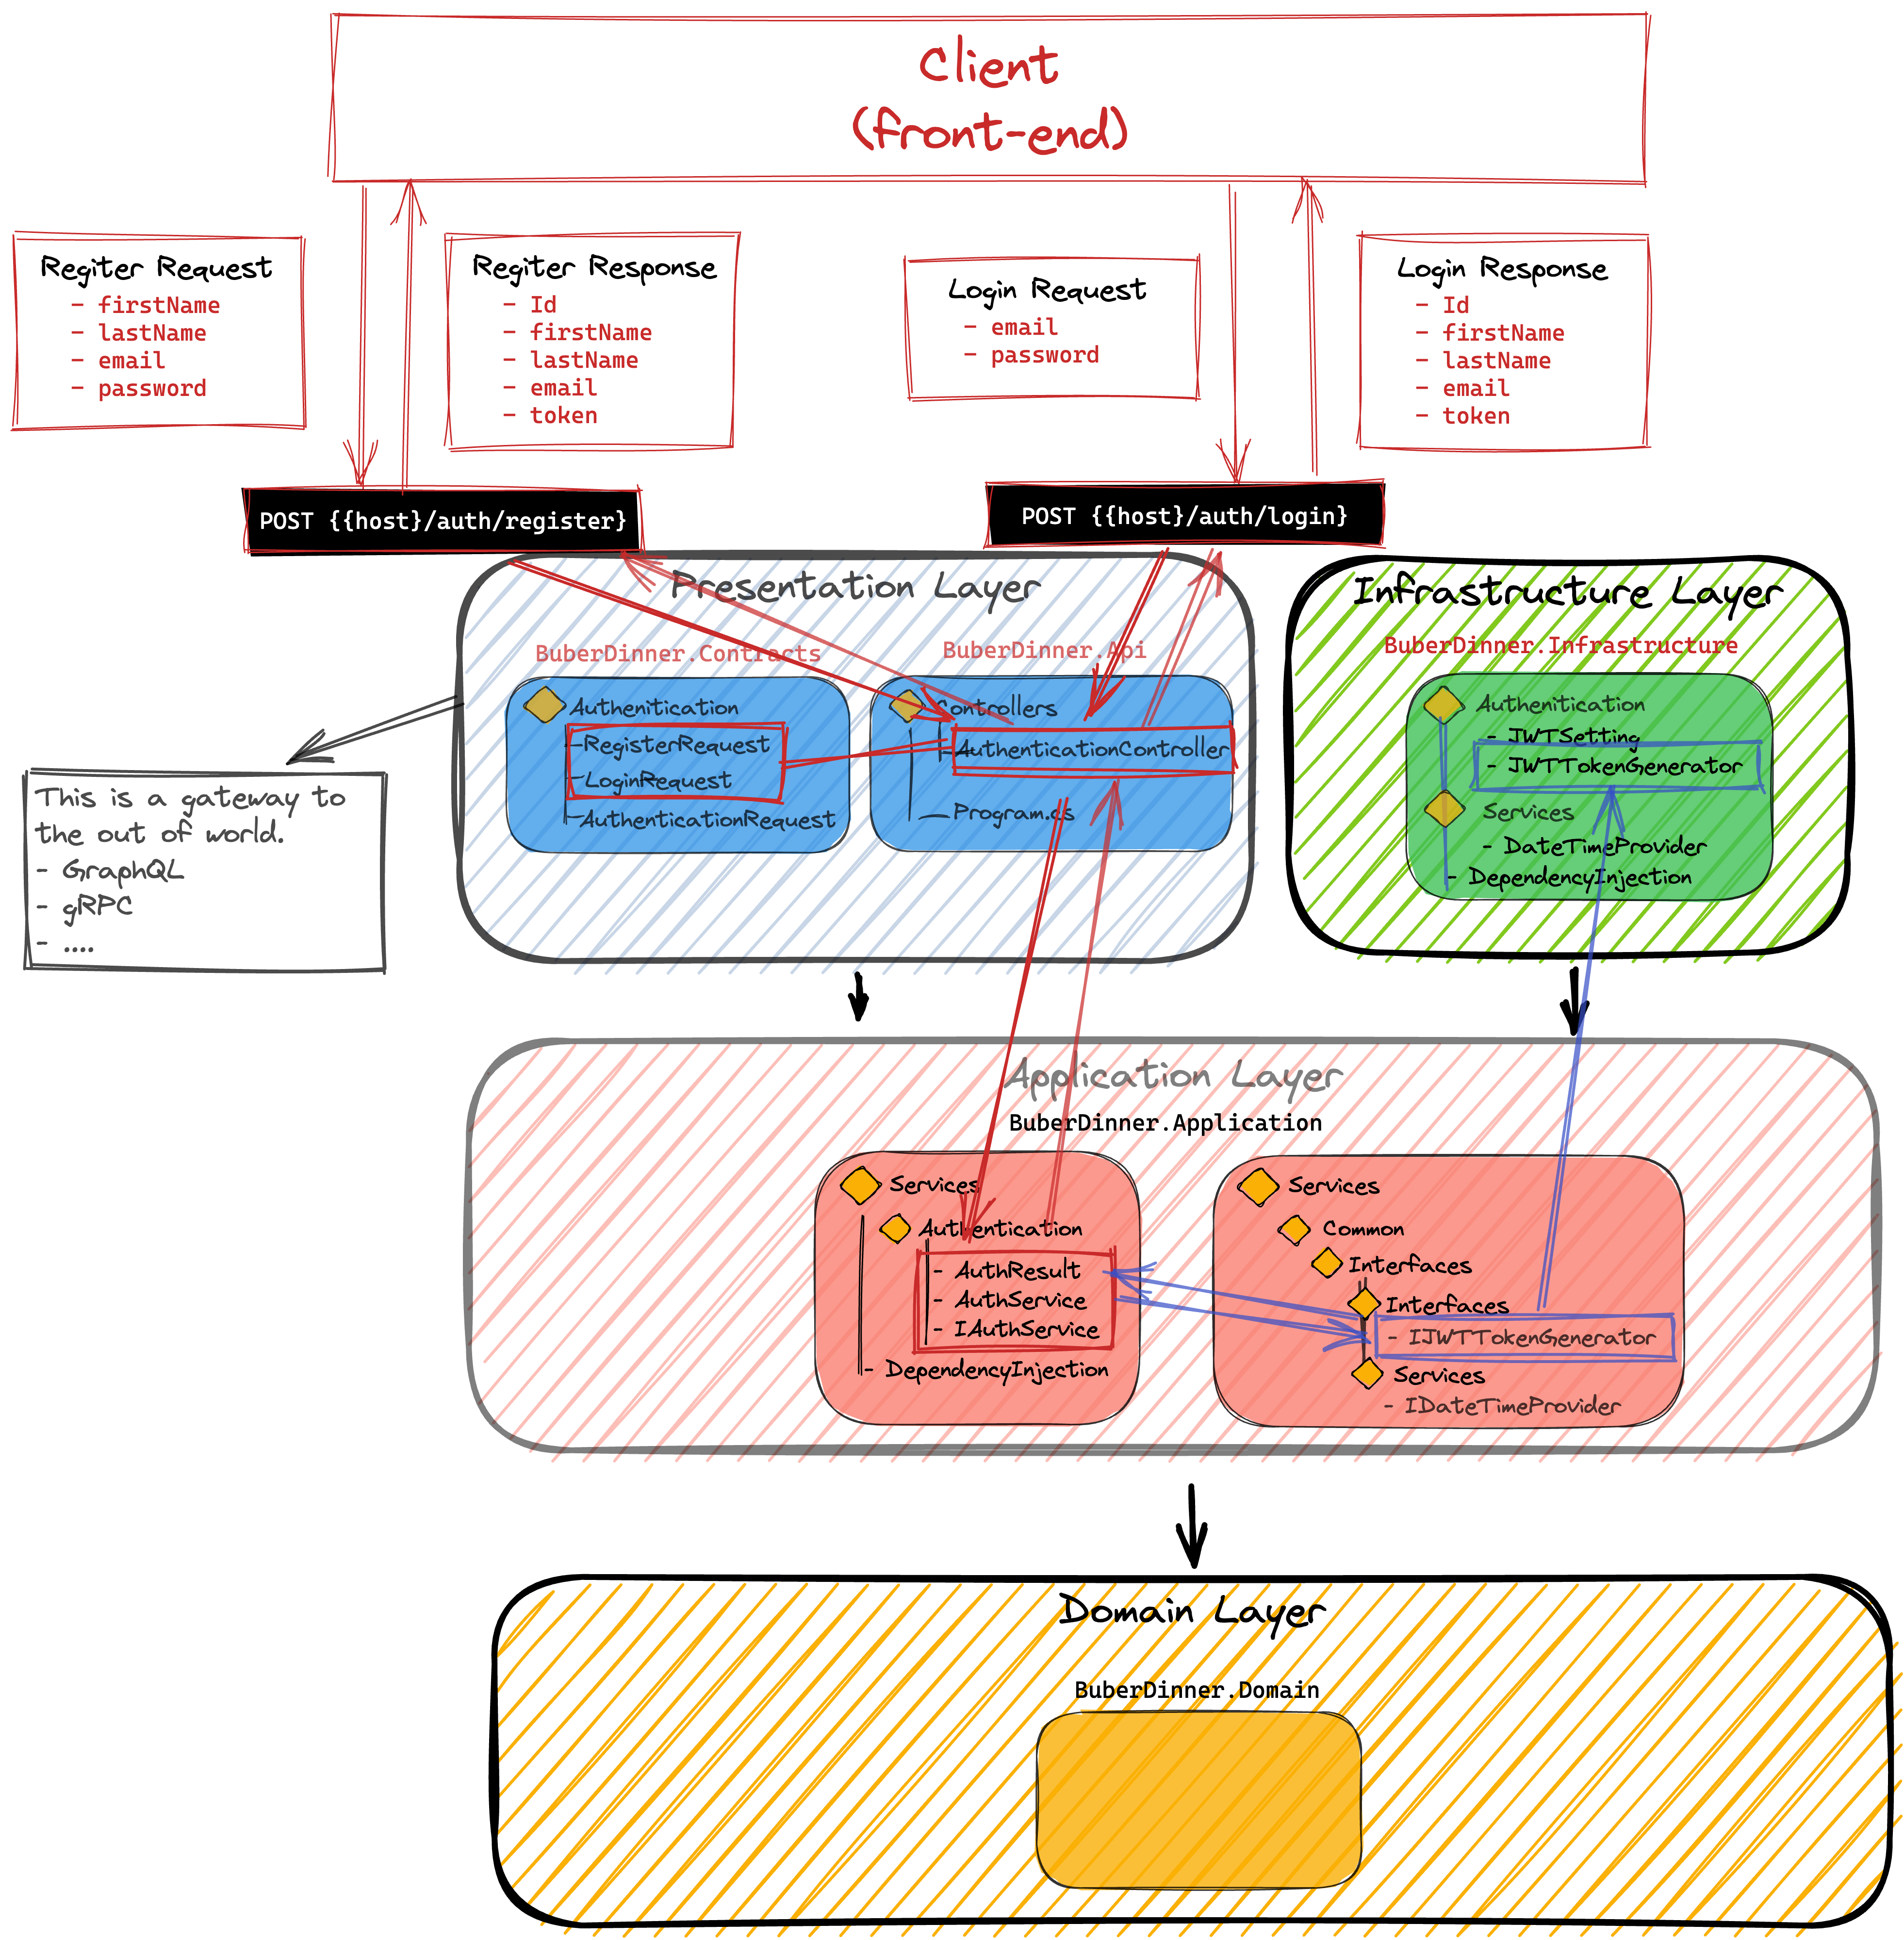 Client
(front-end)
Regiter Request
- firstName
- lastName
- email
- password
Regiter Response
- Id
- firstName
- lastName
- email
- token
Login Request
- email
- password
Login Response
- Id
- firstName
- lastName
- email
- token
POST {{host}/auth/register}
POST {{host}/auth/login}
Presentation Layer
BuberDinner.Contracts
Authenitication
-RegisterRequest
-LoginRequest
-AuthenticationRequest
BuberDinner.Api
Controllers
-AuthenticationController
-Program.cs
Infrastructure Layer
BuberDinner.Infrastructure
Authenitication
- JWTSetting
- JWTTokenGenerator
Services
- DateTimeProvider
- DependencyInjection
This is a gateway to
the out of world.
- GraphQL
- gRPC
- ....
Application Layer
BuberDinner.Application
Services
Authentication
- AuthResult
- AuthService
- IAuthService
- DependencyInjection
Services
Common
Interfaces
Interfaces
- IJWTTokenGenerator
Services
- IDateTimeProvider
Domain Layer
BuberDinner.Domain